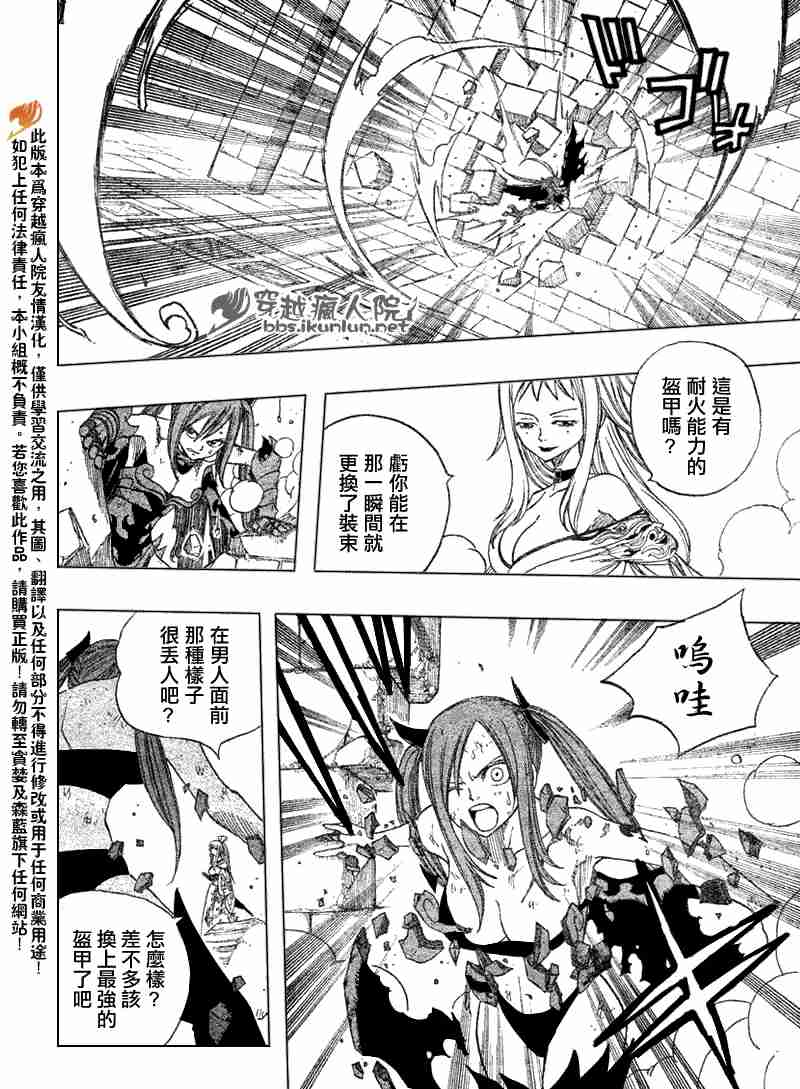 ドゴォ
穿越瘋人院
bbs.ikunlun.net
這是有
耐火能力的
盔甲嗎？
虧你能在
那一瞬間就
更換了裝束
嗚哇
在男人面前
那種樣子
很丟人吧？
怎麼樣？
差不多該
換上最強的
盔甲了吧
此版本爲穿越瘋人院友情漢化，僅供學習交流之用，其圖、翻譯以及任何部分不得進行修改或用于任何商業用途！
如犯上任何法律責任，本小組概不負責。若您喜歡此作品，請購買正版！請勿轉至貪婪及森藍旗下任何網站！